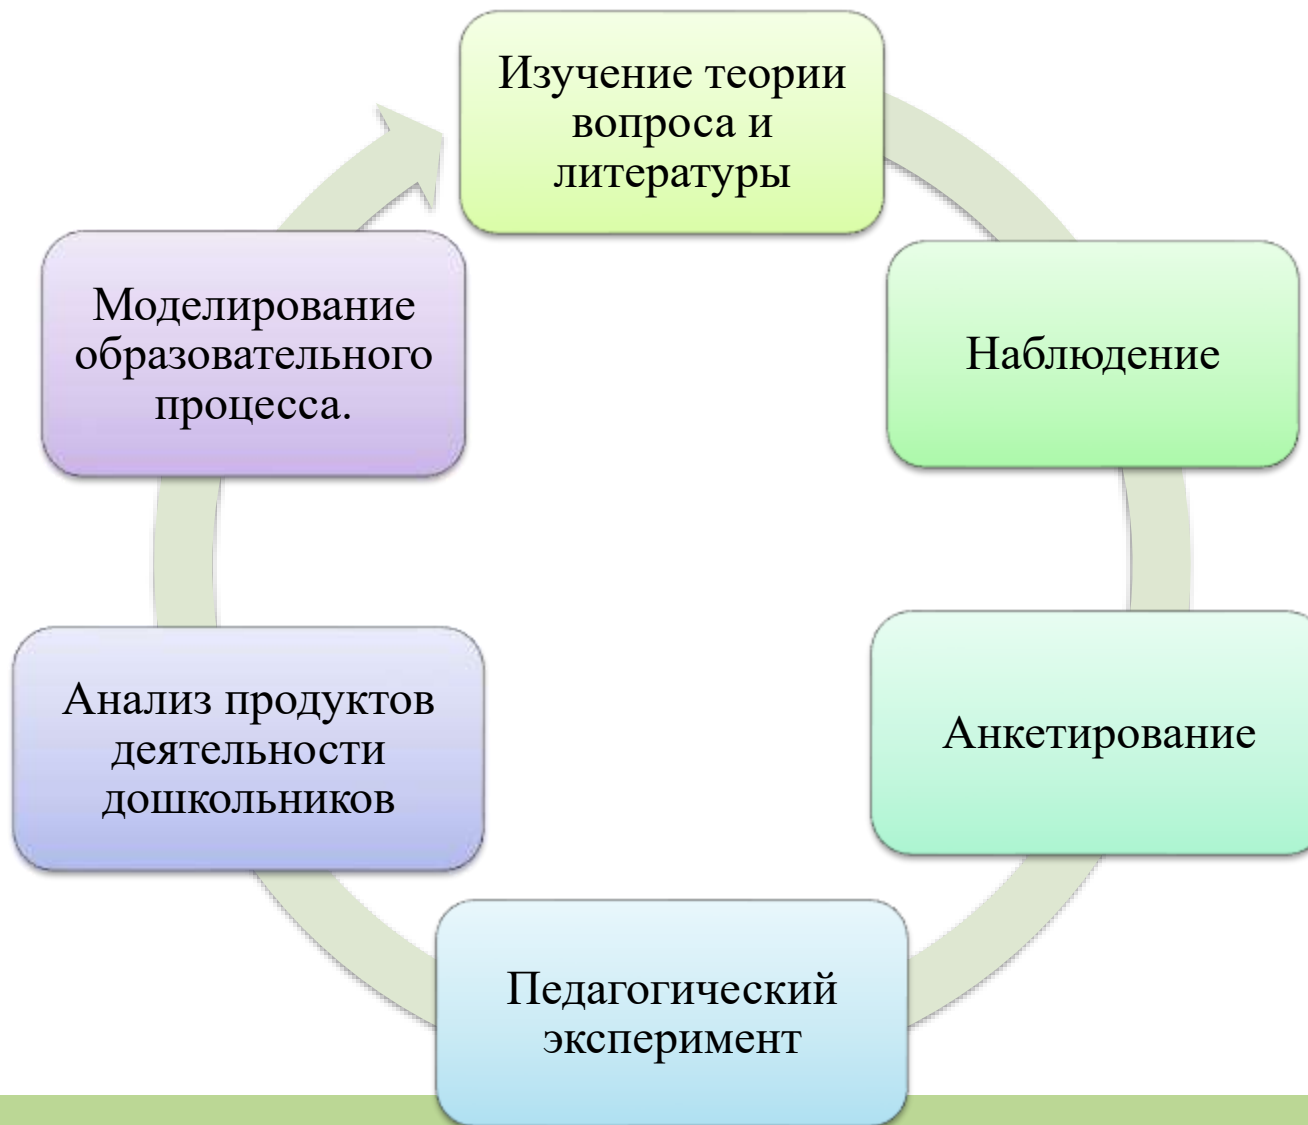 Изучение теории
вопроса и
литературы
Наблюдение
Анкетирование
Педагогический
эксперимент
Анализ продуктов
деятельности
дошкольников
Моделирование
образовательного
процесса.